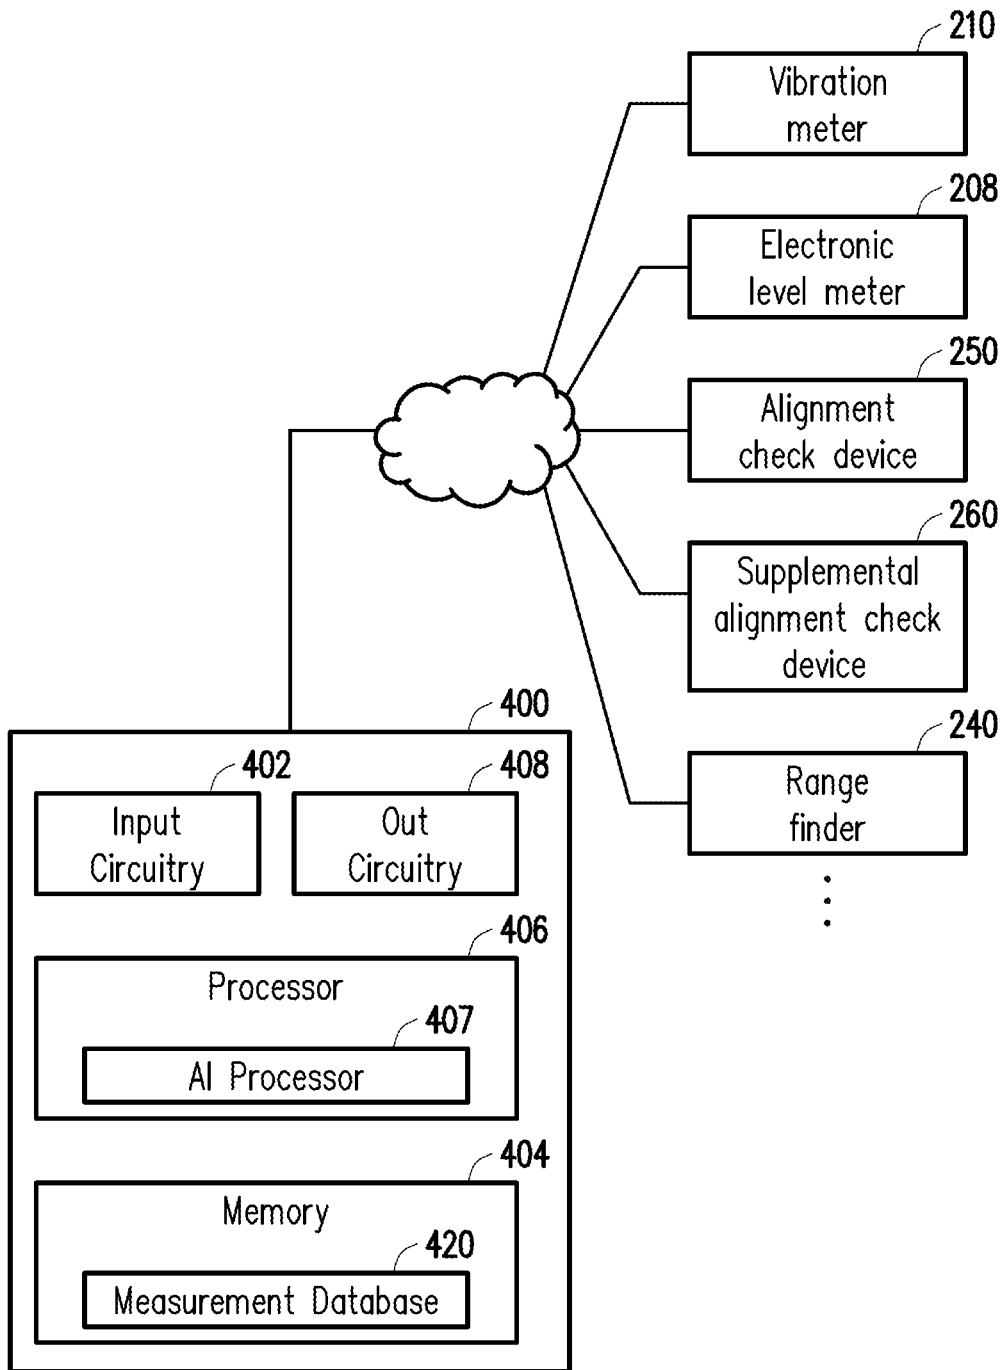 210
Vibration
meter
208
Electronic
level meter
250
Alignment
check device
260
Supplemental
alignment check
device
240
Range
finder
400
402
Input
Circuitry
408
Out
Circuitry
406
Processor
407
AI Processor
404
Memory
420
Measurement Database